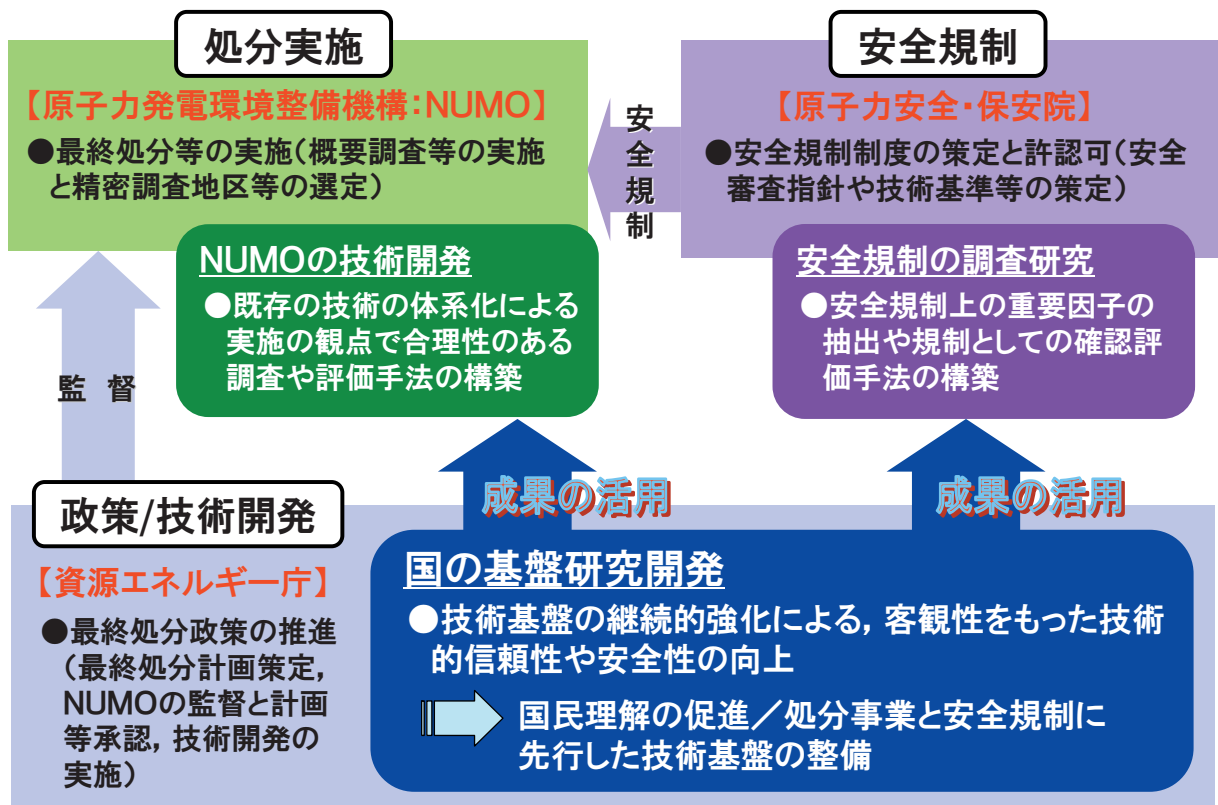 処分実施
【原子力発電環境整備機構：NUMO】
●最終処分等の実施（概要調査等の実施
と精密調査地区等の選定）
安全規制
安全規制
【原子力安全・保安院】
●安全規制制度の策定と許認可（安全
審査指針や技術基準等の策定）
NUMOの技術開発
●既存の技術の体系化による
実施の観点で合理性のある
調査や評価手法の構築
安全規制の調査研究
●安全規制上の重要因子の
抽出や規制としての確認評
価手法の構築
監 督
成果の活用
成果の活用
政策/技術開発
【資源エネルギー庁】
●最終処分政策の推進
（最終処分計画策定，
NUMOの監督と計画
等承認，技術開発の
実施）
国の基盤研究開発
●技術基盤の継続的強化による，客観性をもった技術
的信頼性や安全性の向上
国民理解の促進／処分事業と安全規制に
先行した技術基盤の整備